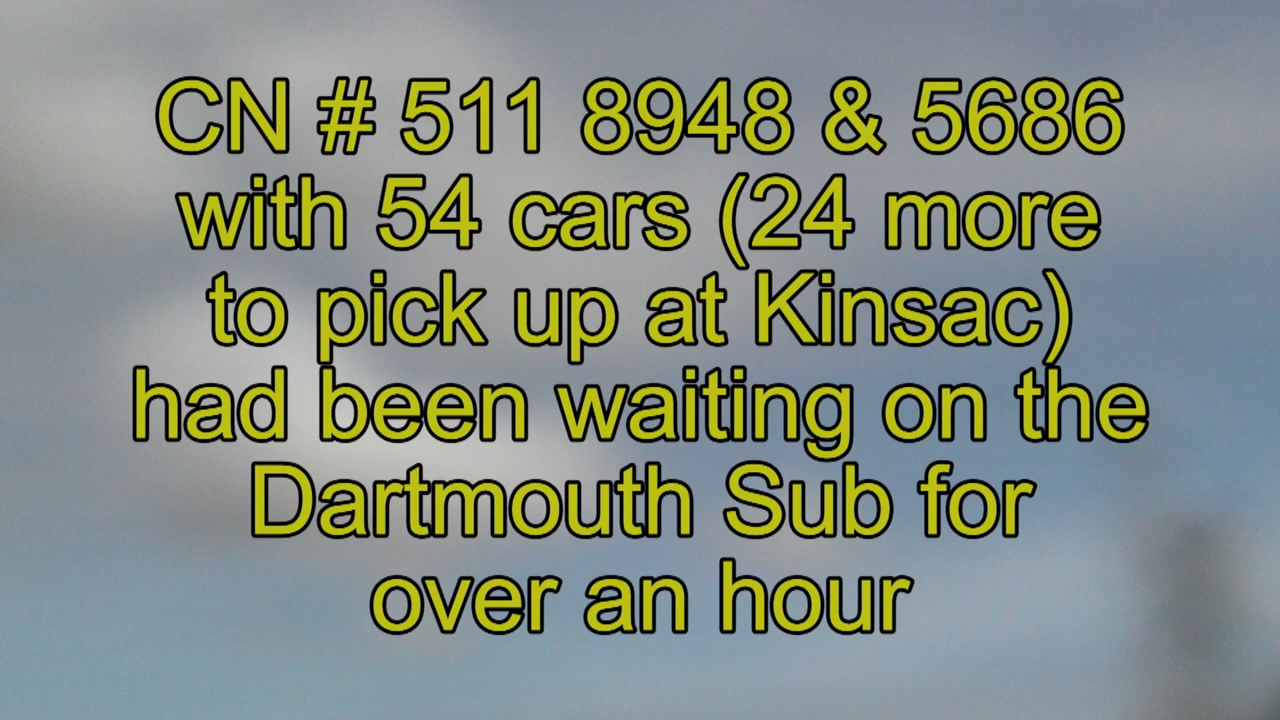 CN # 511 8948 & 5686
with 54 cars (24 more
to pick up at Kinsac)
had been waiting on the
Dartmouth Sub for
over an hour